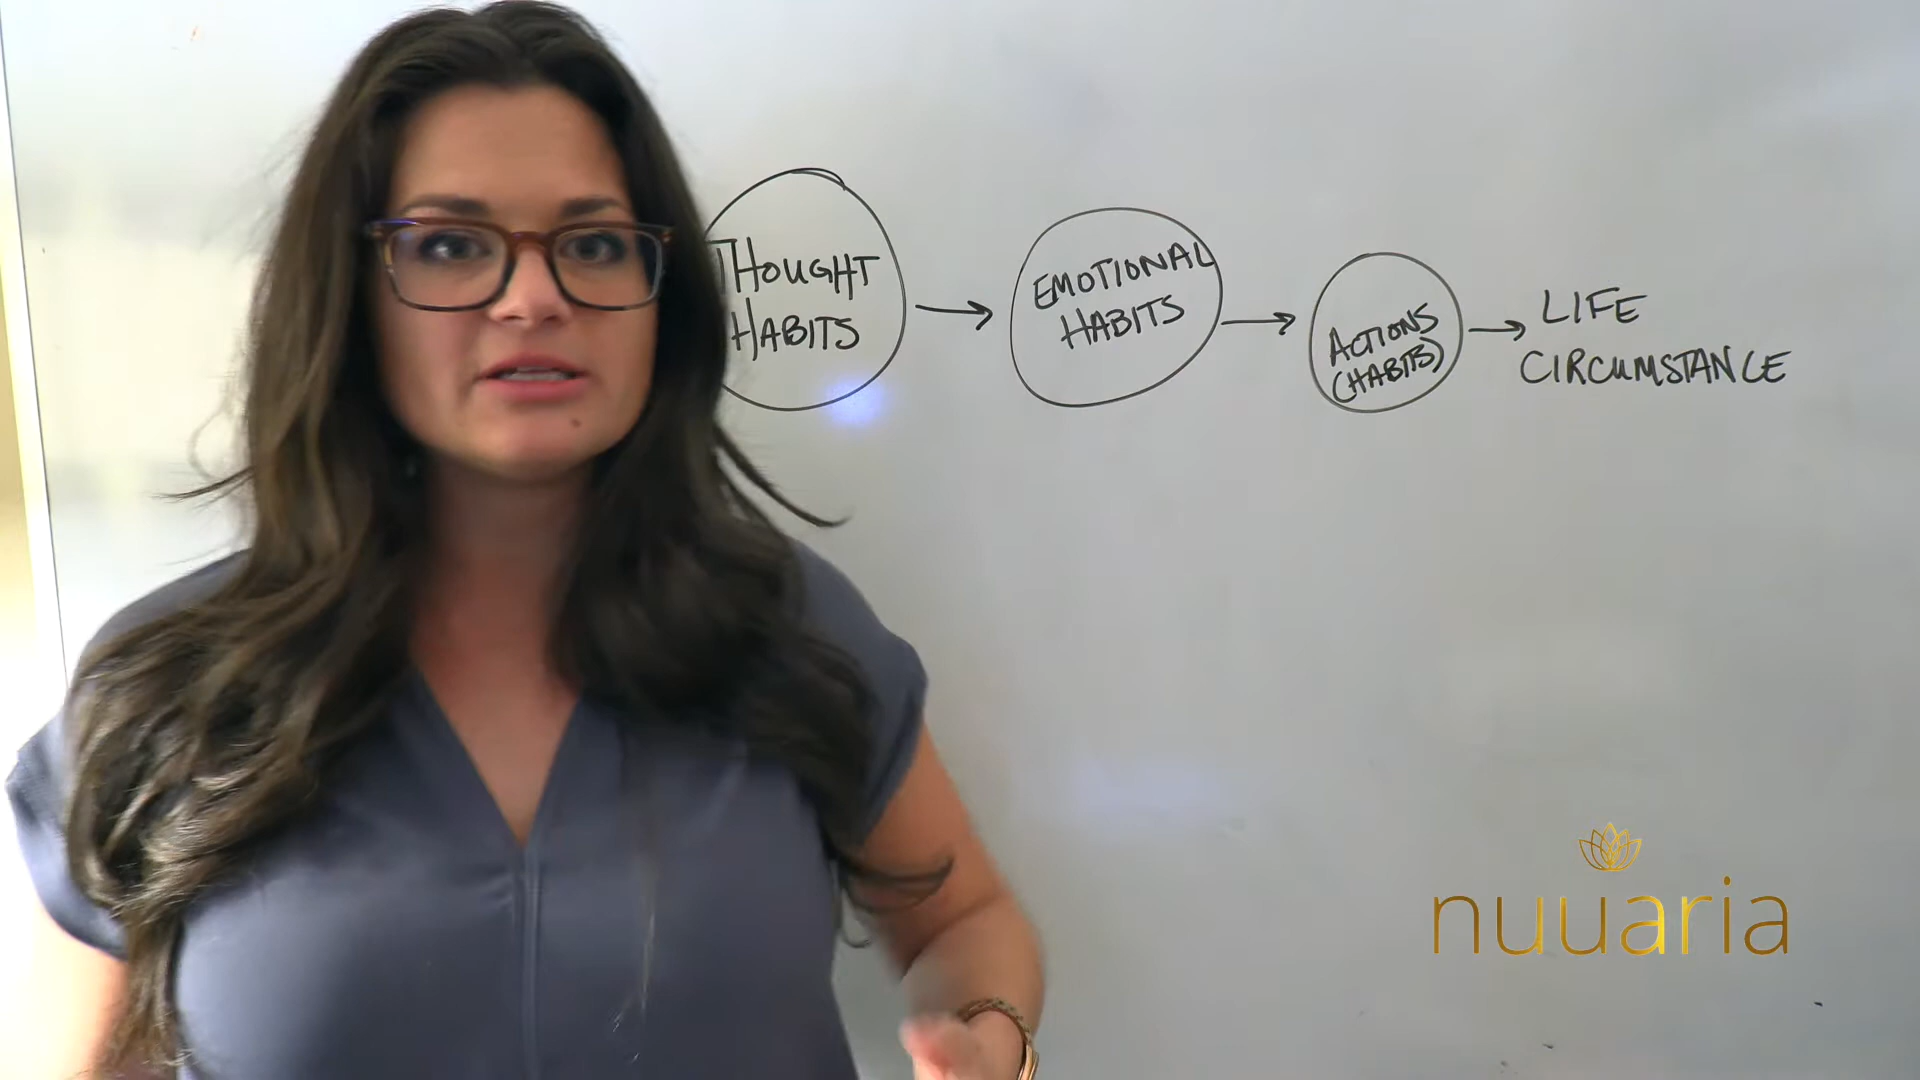 THOUGHT
HABITS
EMOTIONAL
HABITS
ACTIONS
(HABITS)
LIFE
CIRCUMSTANCE
nuuaria